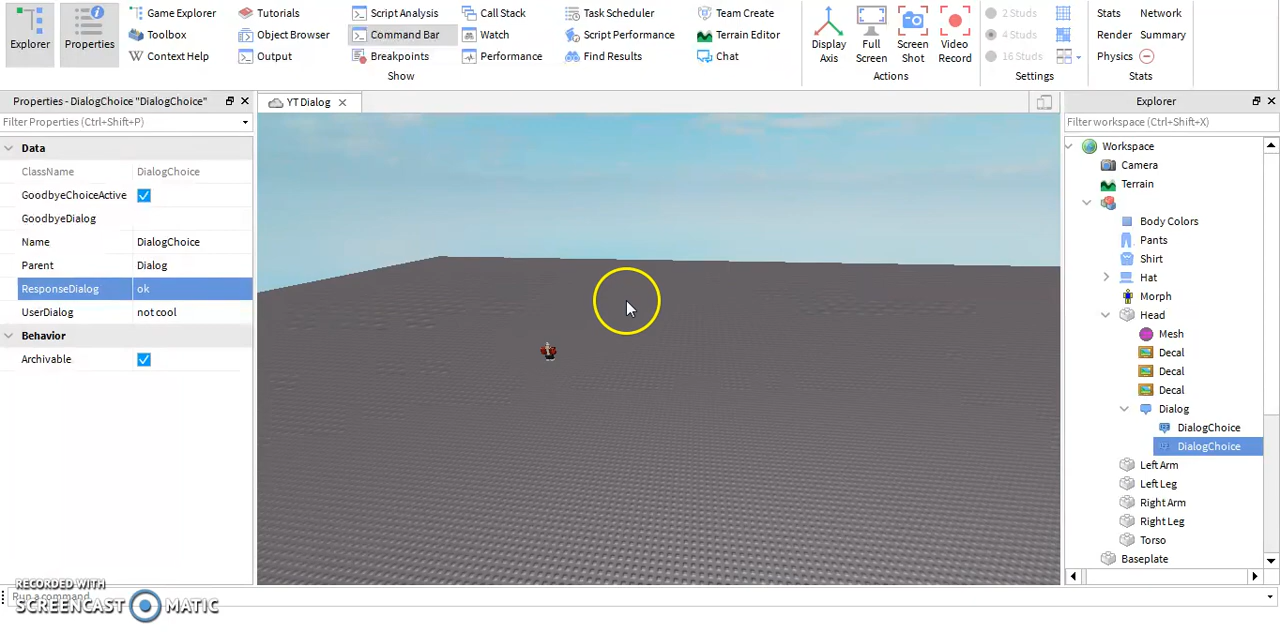 Explorer
Properties
Game Explorer
Toolbox
Context Help
Tutorials
Object Browser
Output
Script Analysis
Command Bar
Breakpoints
Call Stack
Watch
Performance
Task Scheduler
Script Performance
Find Results
Team Create
Terrain Editor
Chat
Show
Display Axis
Full Screen
Screen Shot
Video Record
Actions
2 Studs
4 Studs
16 Studs
Settings
Stats Network
Render Summary
Physics
Stats
Properties - DialogChoice "DialogChoice"
Filter Properties (Ctrl+Shift+P)
Data
ClassName DialogChoice
GoodbyeChoiceActive
GoodbyeDialog
Name DialogChoice
Parent Dialog
ResponseDialog ok
UserDialog not cool
Behavior
Archivable
YT Dialog
Explorer
Filter workspace (Ctrl+Shift+X)
Workspace
Camera
Terrain
Body Colors
Pants
Shirt
Hat
Morph
Head
Mesh
Decal
Decal
Decal
Dialog
DialogChoice
DialogChoice
Left Arm
Left Leg
Right Arm
Right Leg
Torso
Baseplate
Run a command
RECORDED WITH
SCREENCAST MATIC